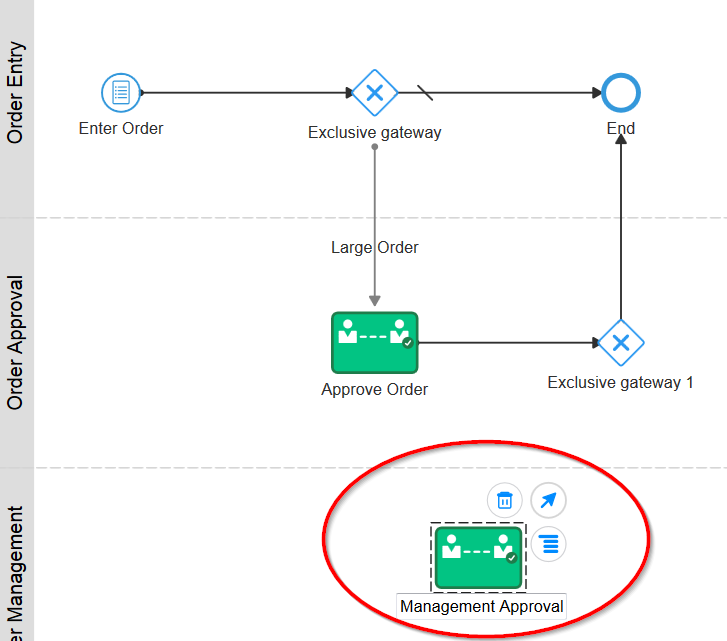 Order Entry
Enter Order
Exclusive gateway
End
Large Order
Order Approval
Approve Order
Exclusive gateway 1
Management
Management Approval